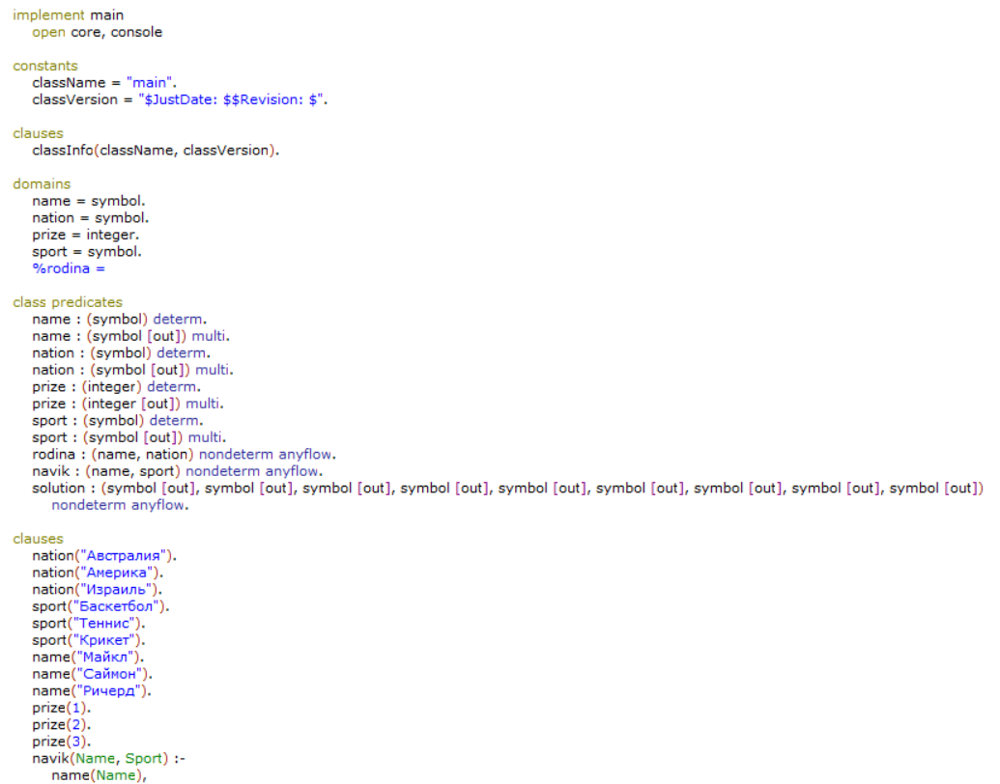 implement main
open core, console
constants
className = "main".
classVersion = "$JustDate: $$Revision: $".
clauses
classInfo(className, classVersion).
domains
name = symbol.
nation = symbol.
prize = integer.
sport = symbol.
%rodina =
class predicates
name : (symbol) determ.
name : (symbol [out]) multi.
nation : (symbol) determ.
nation : (symbol [out]) multi.
prize : (integer) determ.
prize : (integer [out]) multi.
sport : (symbol) determ.
sport : (symbol [out]) multi.
rodina : (name, nation) nondeterm anyflow.
navik : (name, sport) nondeterm anyflow.
solution : (symbol [out], symbol [out], symbol [out], symbol [out], symbol [out], symbol [out], symbol [out], symbol [out], symbol [out])
nondeterm anyflow.
clauses
nation("Австралия").
nation("Америка").
nation("Израиль").
sport("Баскетбол").
sport("Теннис").
sport("Крикет").
name("Майкл").
name("Саймон").
name("Ричерд").
prize(1).
prize(2).
prize(3).
navik(Name, Sport) :-
name(Name),